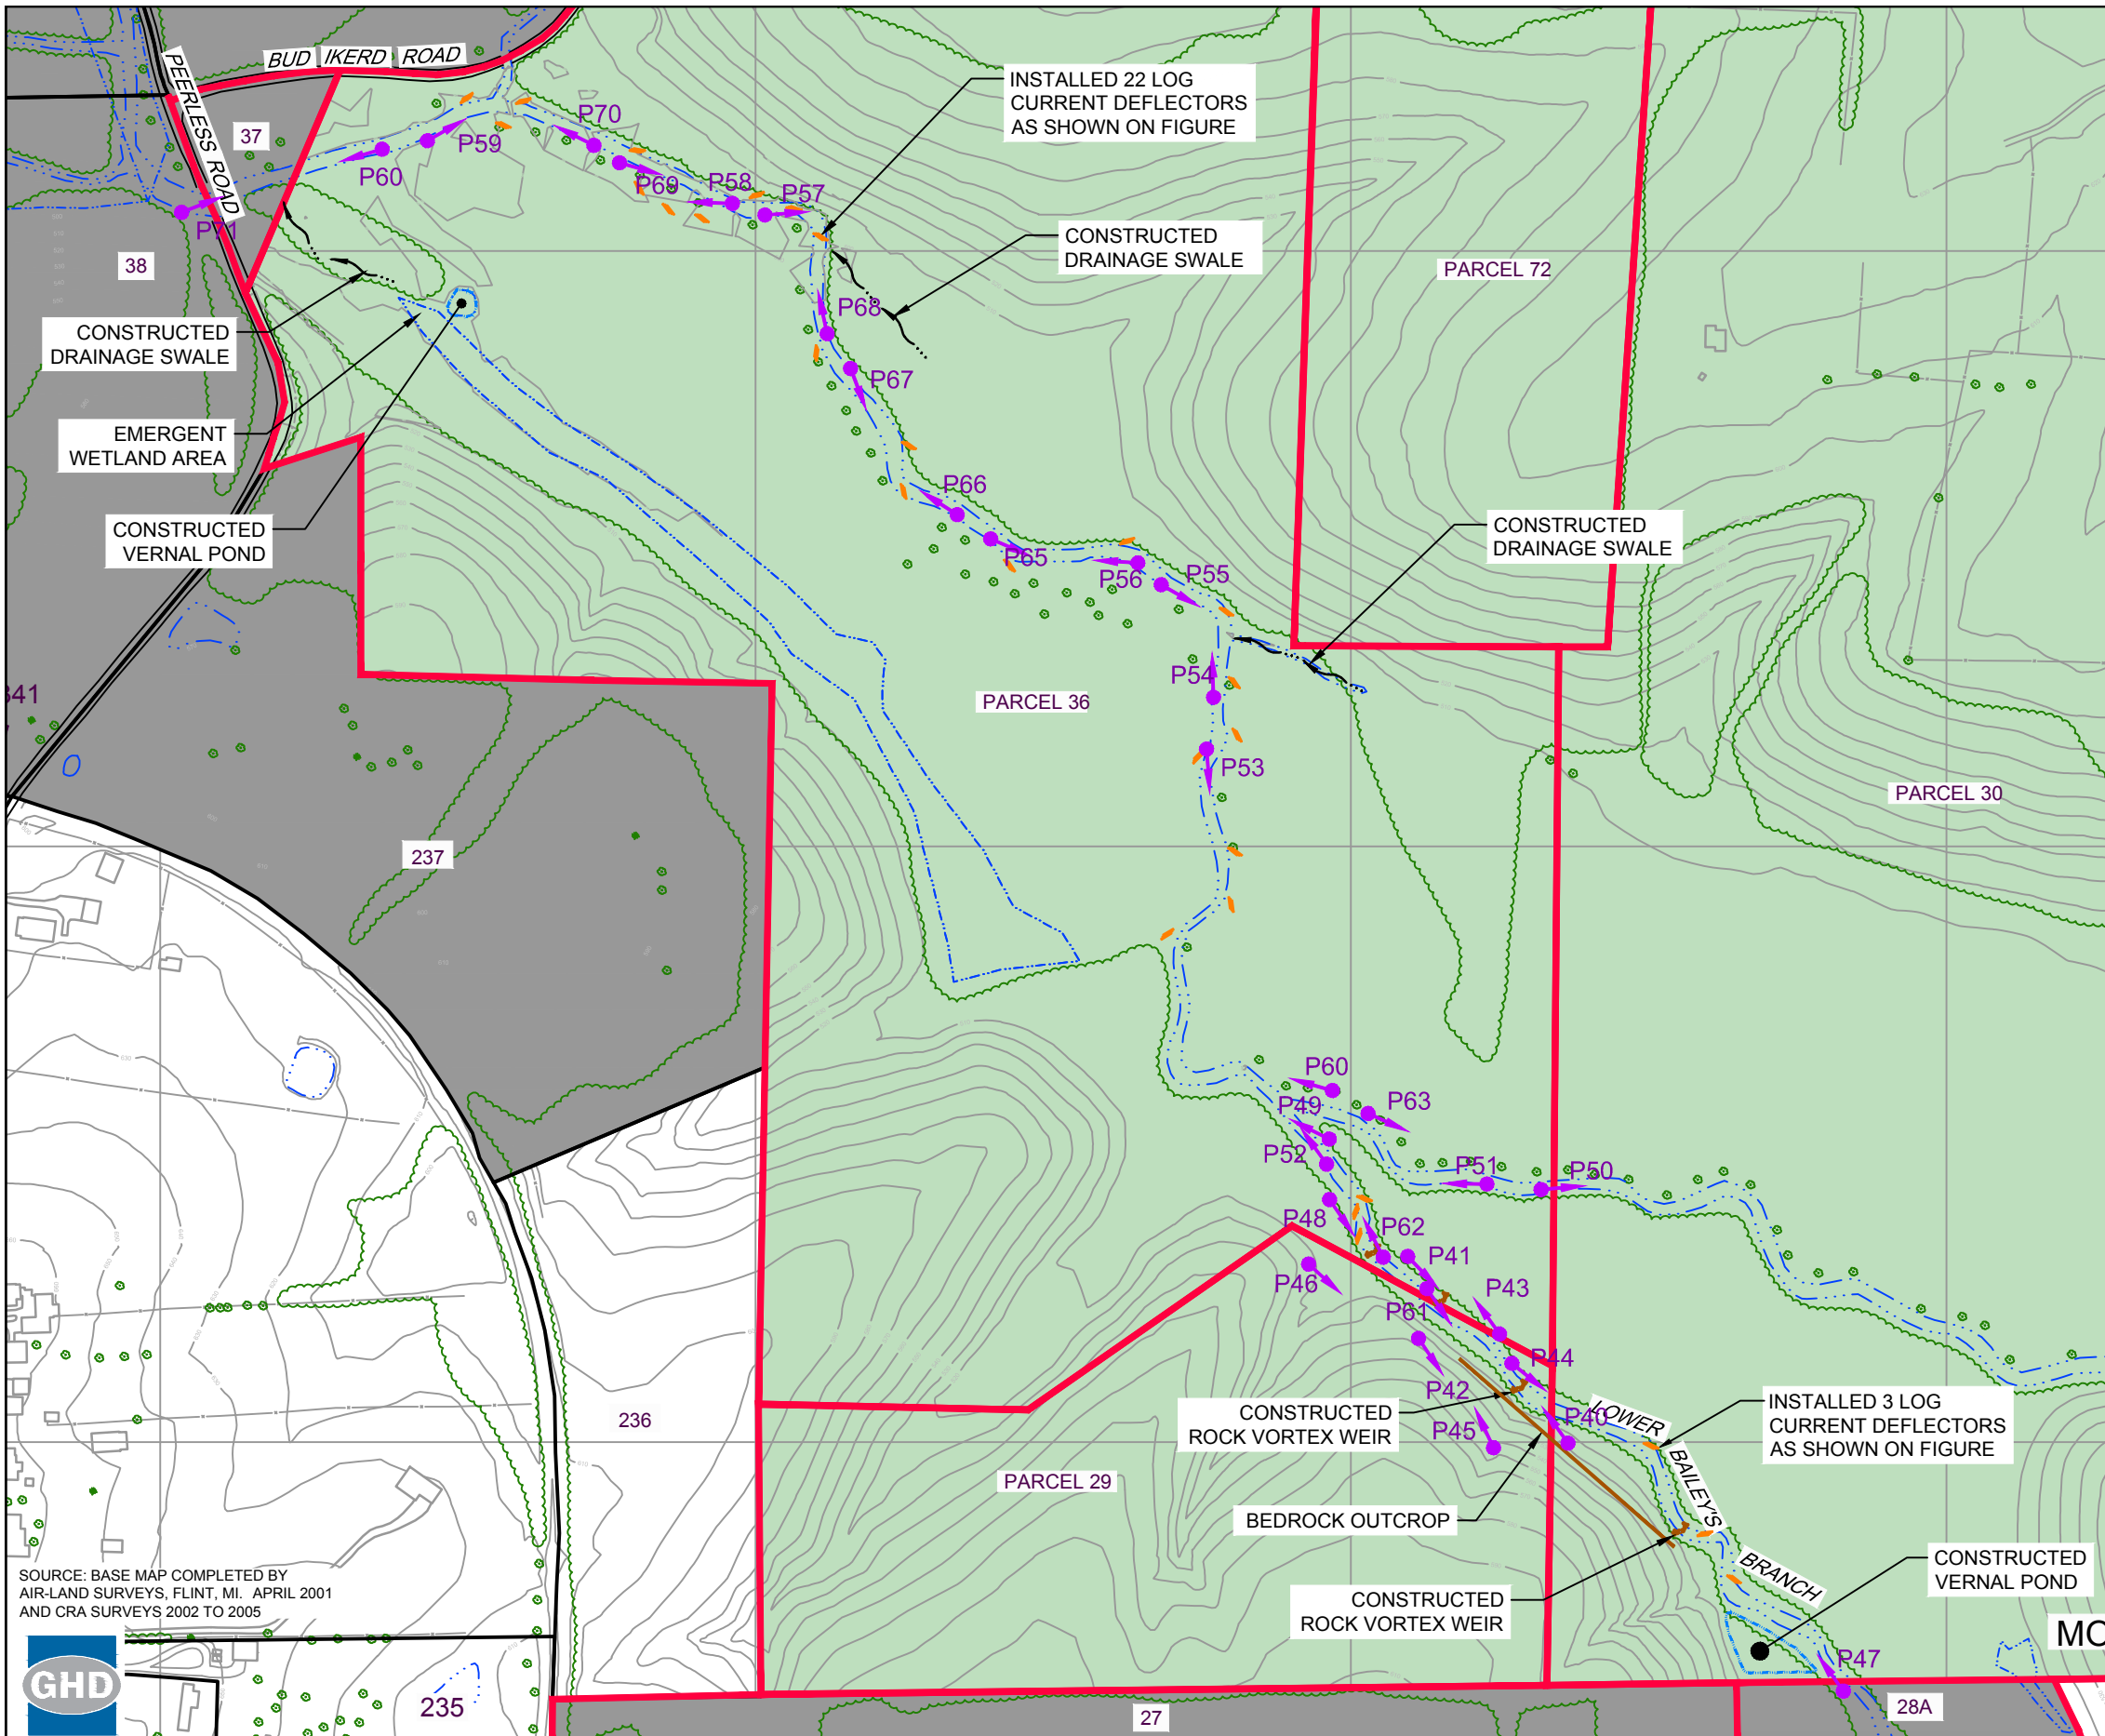 BUD IKERD ROAD
PEERLESS ROAD
37
38
P59
P60
P70
P69
P58
P57
P71
INSTALLED 22 LOG
CURRENT DEFLECTORS
AS SHOWN ON FIGURE
CONSTRUCTED
DRAINAGE SWALE
PARCEL 72
P68
P67
CONSTRUCTED
DRAINAGE SWALE
EMERGENT
WETLAND AREA
CONSTRUCTED
VERNAL POND
P66
P65
P56
P55
CONSTRUCTED
DRAINAGE SWALE
P54
PARCEL 36
P53
PARCEL 30
237
P60
P49
P63
P52
P51
P50
P48
P62
P41
P46
P43
P61
P44
P42
P40
P45
236
CONSTRUCTED
ROCK VORTEX WEIR
LOWER
BAILEY'S
BRANCH
INSTALLED 3 LOG
CURRENT DEFLECTORS
AS SHOWN ON FIGURE
PARCEL 29
BEDROCK OUTCROP
CONSTRUCTED
ROCK VORTEX WEIR
CONSTRUCTED
VERNAL POND
P47
SOURCE: BASE MAP COMPLETED BY
AIR-LAND SURVEYS, FLINT, MI. APRIL 2001
AND CRA SURVEYS 2002 TO 2005
GHD
235
27
28A